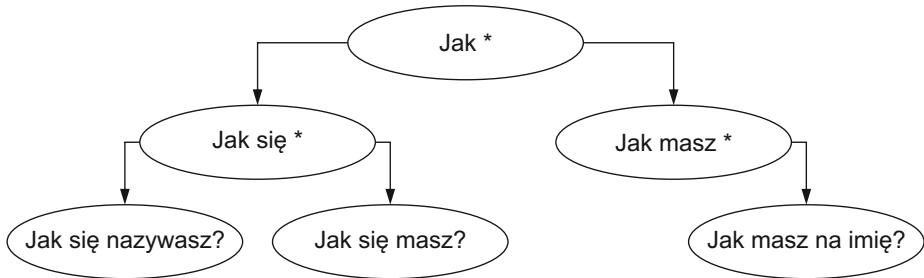 Jak *
Jak się *
Jak masz *
Jak się nazywasz?
Jak się masz?
Jak masz na imię?